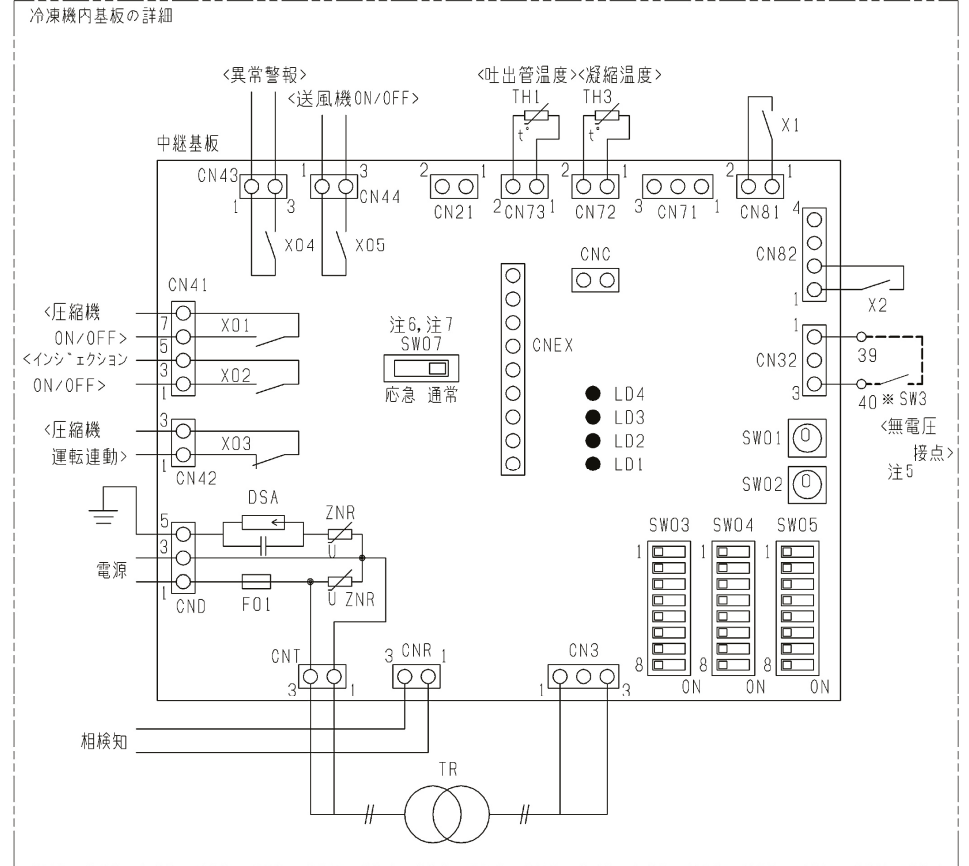 冷凍機内基板の詳細
<異常警報>
<送風機ON/OFF>
<吐出管温度><凝縮温度>
TH1
TH3
t°
t°
X1
中継基板
CN43
1
3
1
3
CN44
2
1
CN21
2
1
CN73
2
1
CN72
3
1
CN71
2
1
CN81
X04
X05
4
CN82
1
X2
CNC
CN41
<圧縮機
ON/OFF>
7
5
X01
<インジェクション
ON/OFF>
3
1
X02
注6,注7
SW07
応急 通常
CNEX
1
CN32
3
39
40
※SW3
<無電圧
接点>
注5
LD4
LD3
LD2
LD1
SW01
0
SW02
0
<圧縮機
運転連動>
3
1
X03
CN42
DSA
ZNR
U
5
3
電源
1
CND
F01
U ZNR
SW03
SW04
SW05
1
1
1
8
8
8
ON
ON
ON
CNT
3
1
3
CNR
1
CN3
1
3
相検知
TR